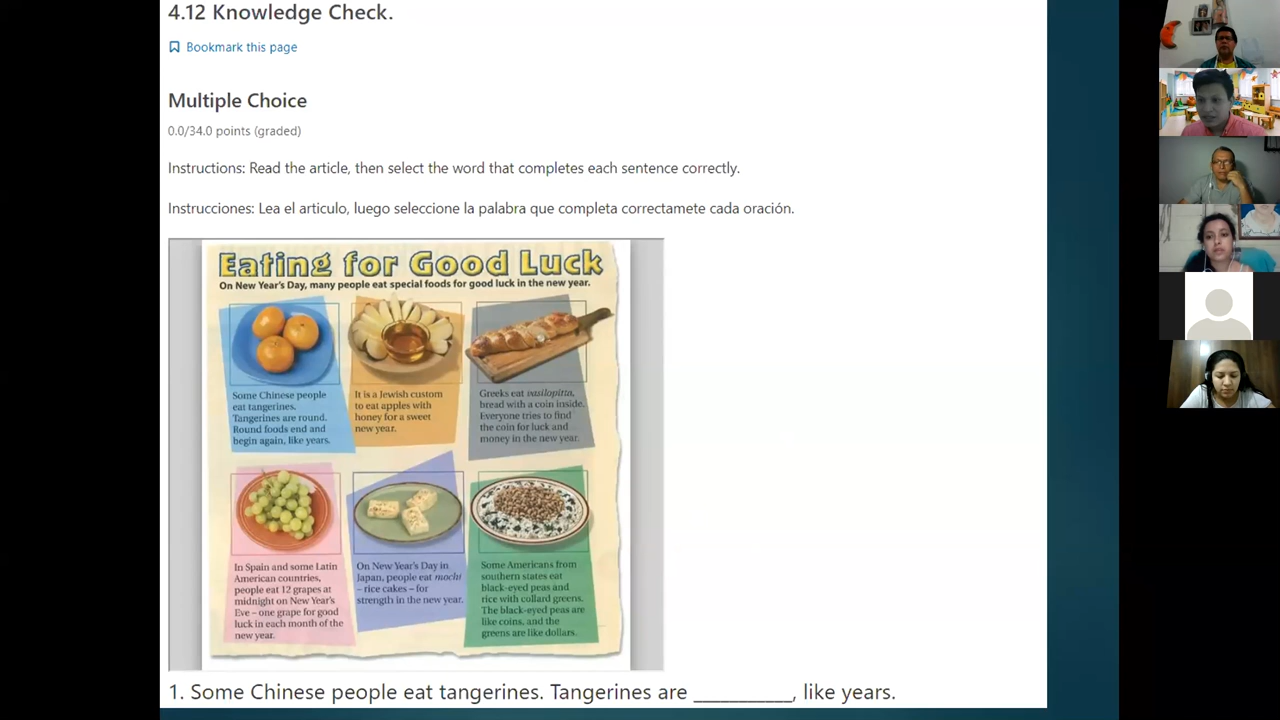 4.12 Knowledge Check.
Bookmark this page
Multiple Choice
0.0/34.0 points (graded)
Instructions: Read the article, then select the word that completes each sentence correctly.
Instrucciones: Lea el articulo, luego seleccione la palabra que completa correctamete cada oración.
Eating for Good Luck
On New Year's Day, many people eat special foods for good luck in the new year.
Some Chinese people
eat tangerines.
Tangerines are round.
Round foods end and
begin again, like years.
It is a Jewish custom
to eat apples with
honey for a sweet
new year.
Greeks eat vasilopitta,
bread with a coin inside.
Everyone tries to find
the coin for luck and
money in the new year.
In Spain and some Latin
American countries,
people eat 12 grapes at
midnight on New Year's
Eve – one grape for good
luck in each month of the
new year.
On New Year's Day in
Japan, people eat mochi
– rice cakes – for
strength in the new year.
Some Americans from
southern states eat
black-eyed peas and
rice with collard greens.
The black-eyed peas are
like coins, and the
greens are like dollars.
1. Some Chinese people eat tangerines. Tangerines are __________, like years.